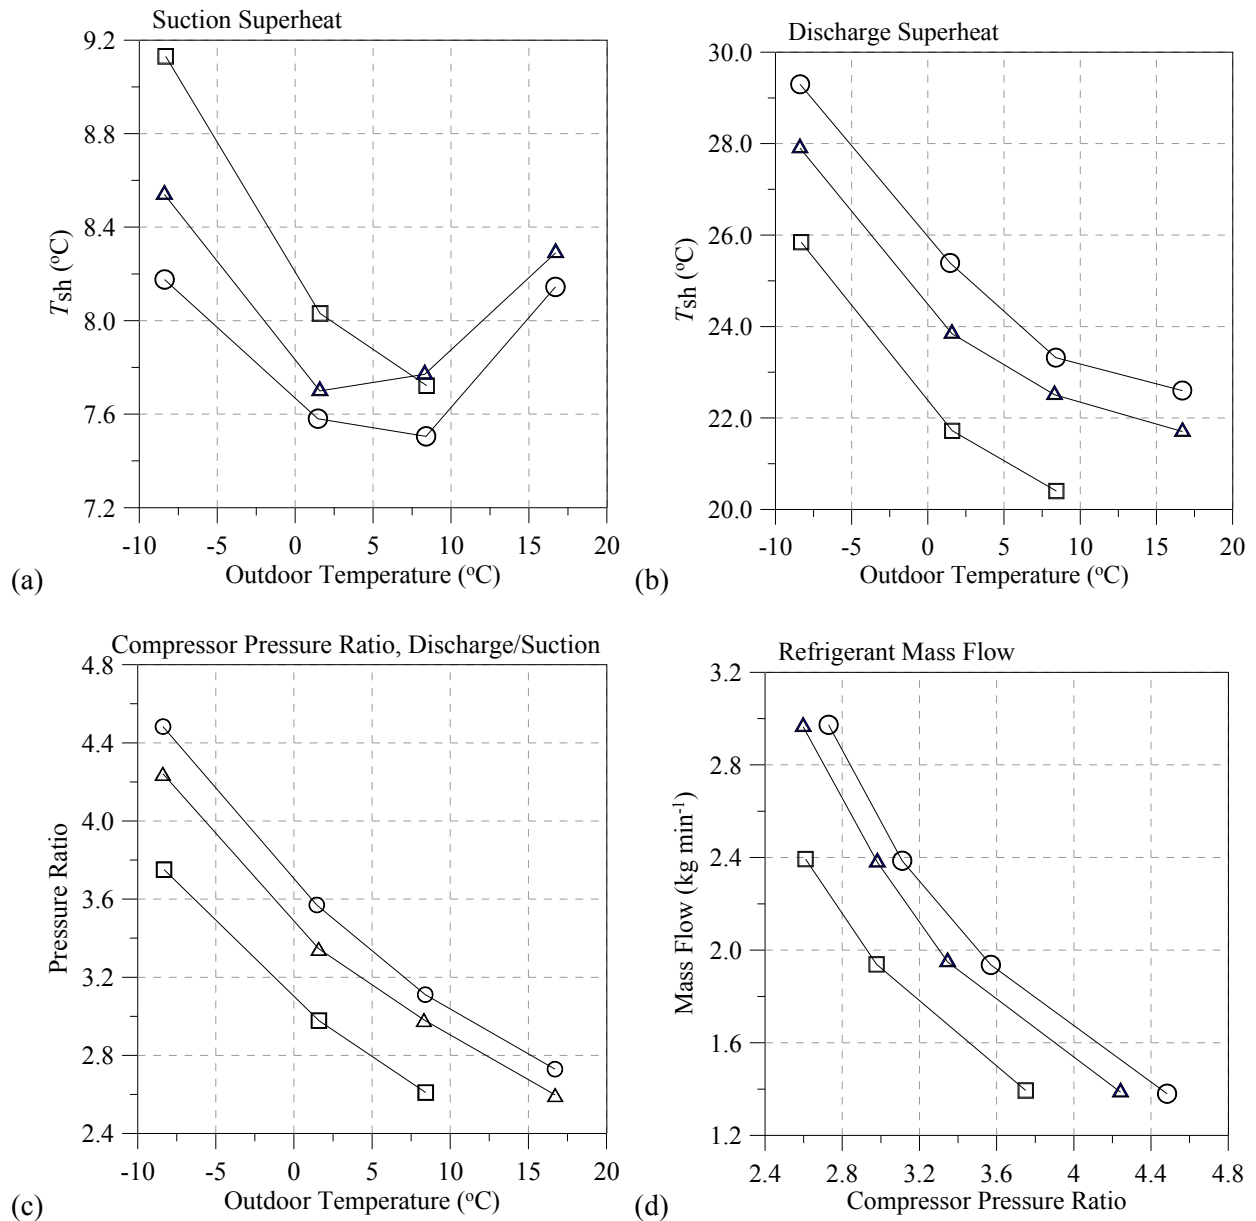 Suction Superheat
9.2
8.8
8.4
8.0
7.6
7.2
Tsh (oC)
-10 -5 0 5 10 15 20
Outdoor Temperature (oC)
(a)
Discharge Superheat
30.0
28.0
26.0
24.0
22.0
20.0
Tsh (oC)
-10 -5 0 5 10 15 20
Outdoor Temperature (oC)
(b)
Compressor Pressure Ratio, Discharge/Suction
4.8
4.4
4.0
3.6
3.2
2.8
2.4
Pressure Ratio
-10 -5 0 5 10 15 20
Outdoor Temperature (oC)
(c)
Refrigerant Mass Flow
3.2
2.8
2.4
2.0
1.6
1.2
Mass Flow (kg min-1)
2.4 2.8 3.2 3.6 4 4.4 4.8
Compressor Pressure Ratio
(d)